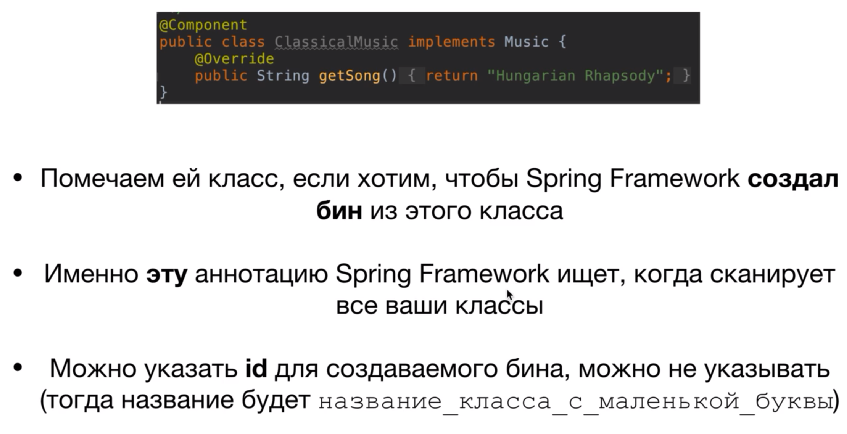 @Component
public class ClassicalMusic implements Music {
@Override
public String getSong() { return "Hungarian Rhapsody"; }
}
• Помечаем ей класс, если хотим, чтобы Spring Framework создал
бин из этого класса
• Именно эту аннотацию Spring Framework ищет, когда сканирует
все ваши классы
• Можно указать id для создаваемого бина, можно не указывать
(тогда название будет название_класса_с_маленькой_буквы)